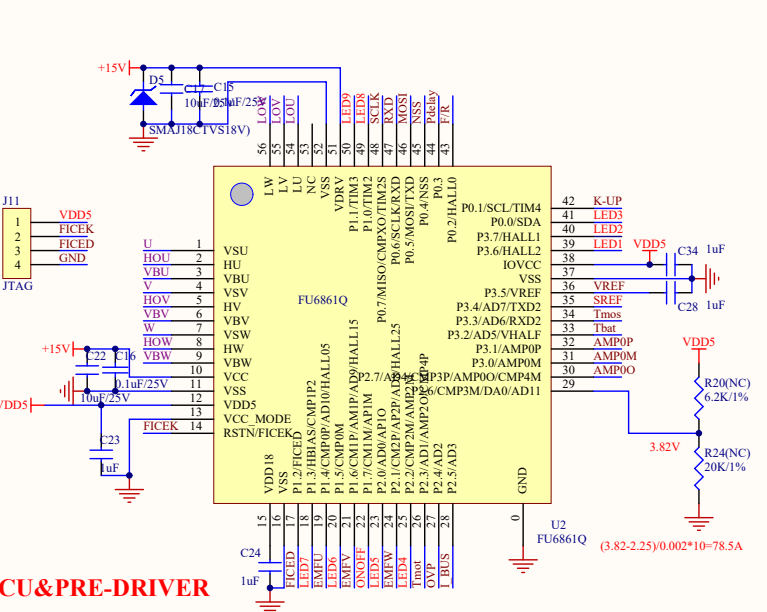 +15V
D5
C17
C15
10uF/25V
0.1uF/25V
SMAJ18CTVS18V)
LOW
LOV
LOU
LED9
LED8
SCLK
RXD
MOSI
NSS
Pdelay
F/R
56
55
54
53
52
51
50
49
48
47
46
45
44
43
LW
LV
LU
NC
VSS
VDRV
P1.1/TIM3
P1.0/TIM2
P0.7/MISO/CMPXO/TIM2S
P0.6/SCLK/RXD
P0.5/MOSI/TXD
P0.4/NSS
P0.3
P0.2/HALL0
J11
1 VDD5
2 FICEK
3 FICED
4 GND
JTAG
U 1 VSU
HOU 2 HU
VBU 3 VBU
V 4 VSV
HOV 5 HV
VBV 6 VBV
W 7 VSW
HOW 8 HW
VBW 9 VBW
10 VCC
11 VSS
12 VDD5
13 VCC_MODE
FICEK 14 RSTN/FICEK
+15V
C22
C16
0.1uF/25V
10uF/25V
VDD5
C23
1uF
FU6861Q
P0.1/SCL/TIM4 42 K-UP
P0.0/SDA 41 LED3
P3.7/HALL1 40 LED2
P3.6/HALL2 39 LED1
IOVCC 38
VSS 37
P3.5/VREF 36 VREF
P3.4/AD7/TXD2 35 SREF
P3.3/AD6/RXD2 34 Tmos
P3.2/AD5/VHALF 33 Tbat
P3.1/AMP0P 32 AMP0P
P3.0/AMP0M 31 AMP0M
P2.7/AD4/CMP3P/AMP0O/CMP4M 30 AMP0O
P2.6/CMP3M/DA0/AD11 29
VDD5
C34
1uF
C28
1uF
VDD5
R20(NC)
6.2K/1%
3.82V
R24(NC)
20K/1%
(3.82-2.25)/0.002*10=78.5A
VDD18
VSS
P1.2/FICED
P1.3/HBIAS/CMP1P2
P1.4/CMP0P/AD10/HALL05
P1.5/CMP0M
P1.6/CMP1P/AM1P/AD9/HALL15
P1.7/CM1M/AP1M
P2.0/AD0/AP1O
P2.1/CM2P/AP2P/AD8/HALL25
P2.2/CMP2M/AMP2M
P2.3/AD1/AMP2O/CMP4P
P2.4/AD2
P2.5/AD3
GND
15
16
17
18
19
20
21
22
23
24
25
26
27
28
0
FICED
LED7
EMFU
LED6
EMFV
ONOFF
LED5
EMFW
LED4
Tmot
OVP
I_BUS
C24
1uF
U2
FU6861Q
CU&PRE-DRIVER